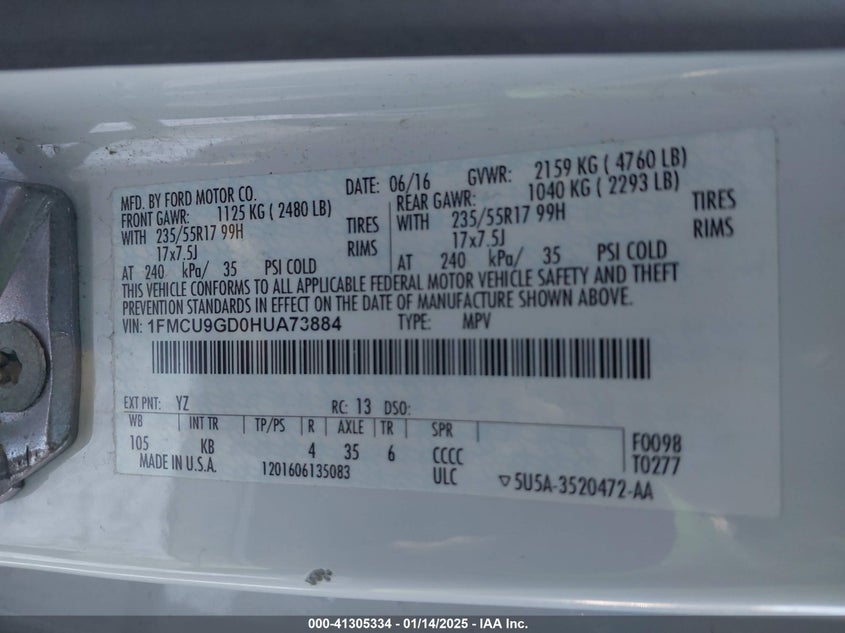 MFD. BY FORD MOTOR CO. DATE: 06/16 GVWR: 2159 KG ( 4760 LB)
FRONT GAWR: 1125 KG ( 2480 LB) REAR GAWR: 1040 KG ( 2293 LB)
WITH 235/55R17 99H TIRES WITH 235/55R17 99H TIRES
17x7.5J RIMS 17x7.5J RIMS
AT 240 kPa/ 35 PSI COLD AT 240 kPa/ 35 PSI COLD
THIS VEHICLE CONFORMS TO ALL APPLICABLE FEDERAL MOTOR VEHICLE SAFETY AND THEFT
PREVENTION STANDARDS IN EFFECT ON THE DATE OF MANUFACTURE SHOWN ABOVE.
VIN: 1FMCU9GD0HUA73884 TYPE: MPV
EXT PNT: YZ RC: 13 DSO:
WB INT TR TP/PS R AXLE TR SPR
105 KB 4 35 6 CCCC F0098
MADE IN U.S.A. 1201606135083 ULC T0277
▽5U5A-3520472-AA
000-41305334 - 01/14/2025 - IAA Inc.